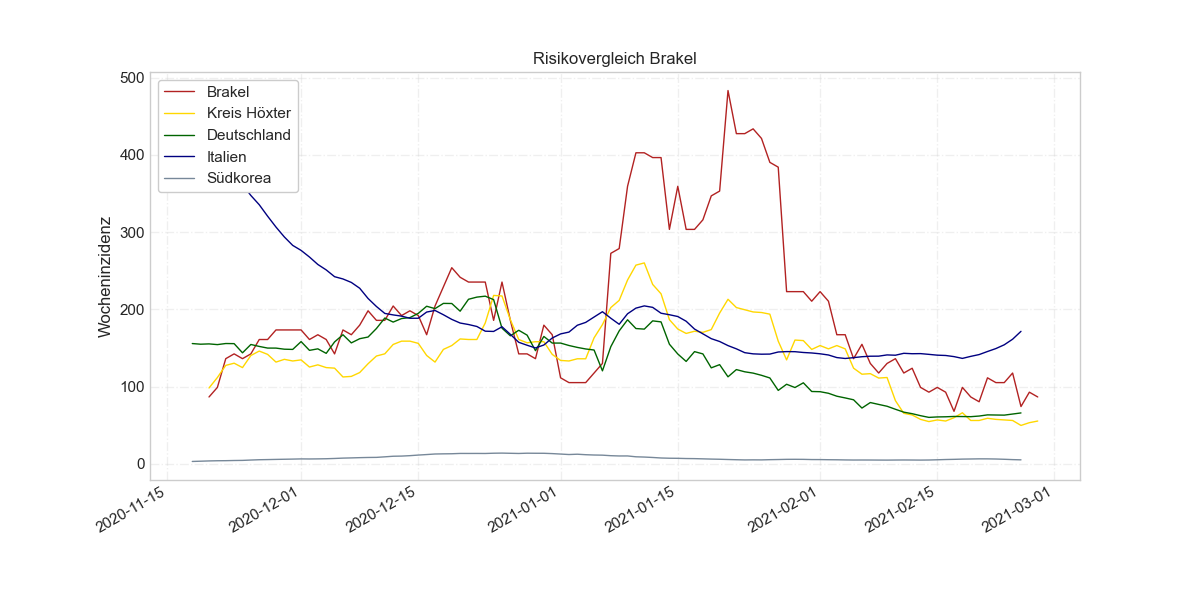 Risikovergleich Brakel
Wocheninzidenz
500
400
300
200
100
0
Brakel
Kreis Höxter
Deutschland
Italien
Südkorea
2020-11-15
2020-12-01
2020-12-15
2021-01-01
2021-01-15
2021-02-01
2021-02-15
2021-03-01